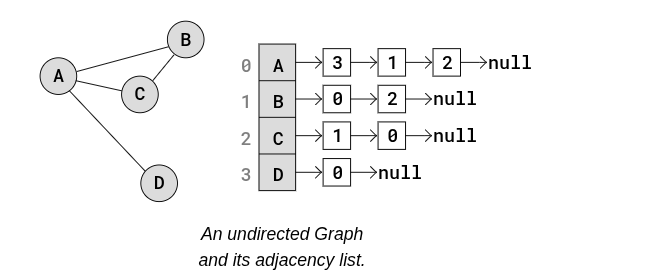 B
A
C
D
0 A 3 1 2 null
1 B 0 2 null
2 C 1 0 null
3 D 0 null
An undirected Graph
and its adjacency list.